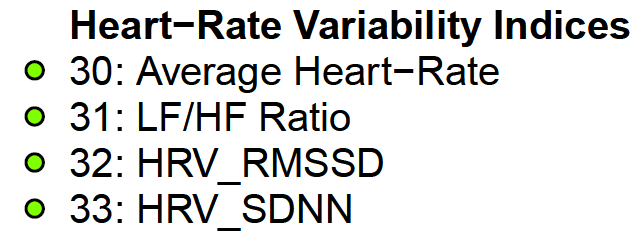 Heart−Rate Variability Indices
30: Average Heart−Rate
31: LF/HF Ratio
32: HRV_RMSSD
33: HRV_SDNN